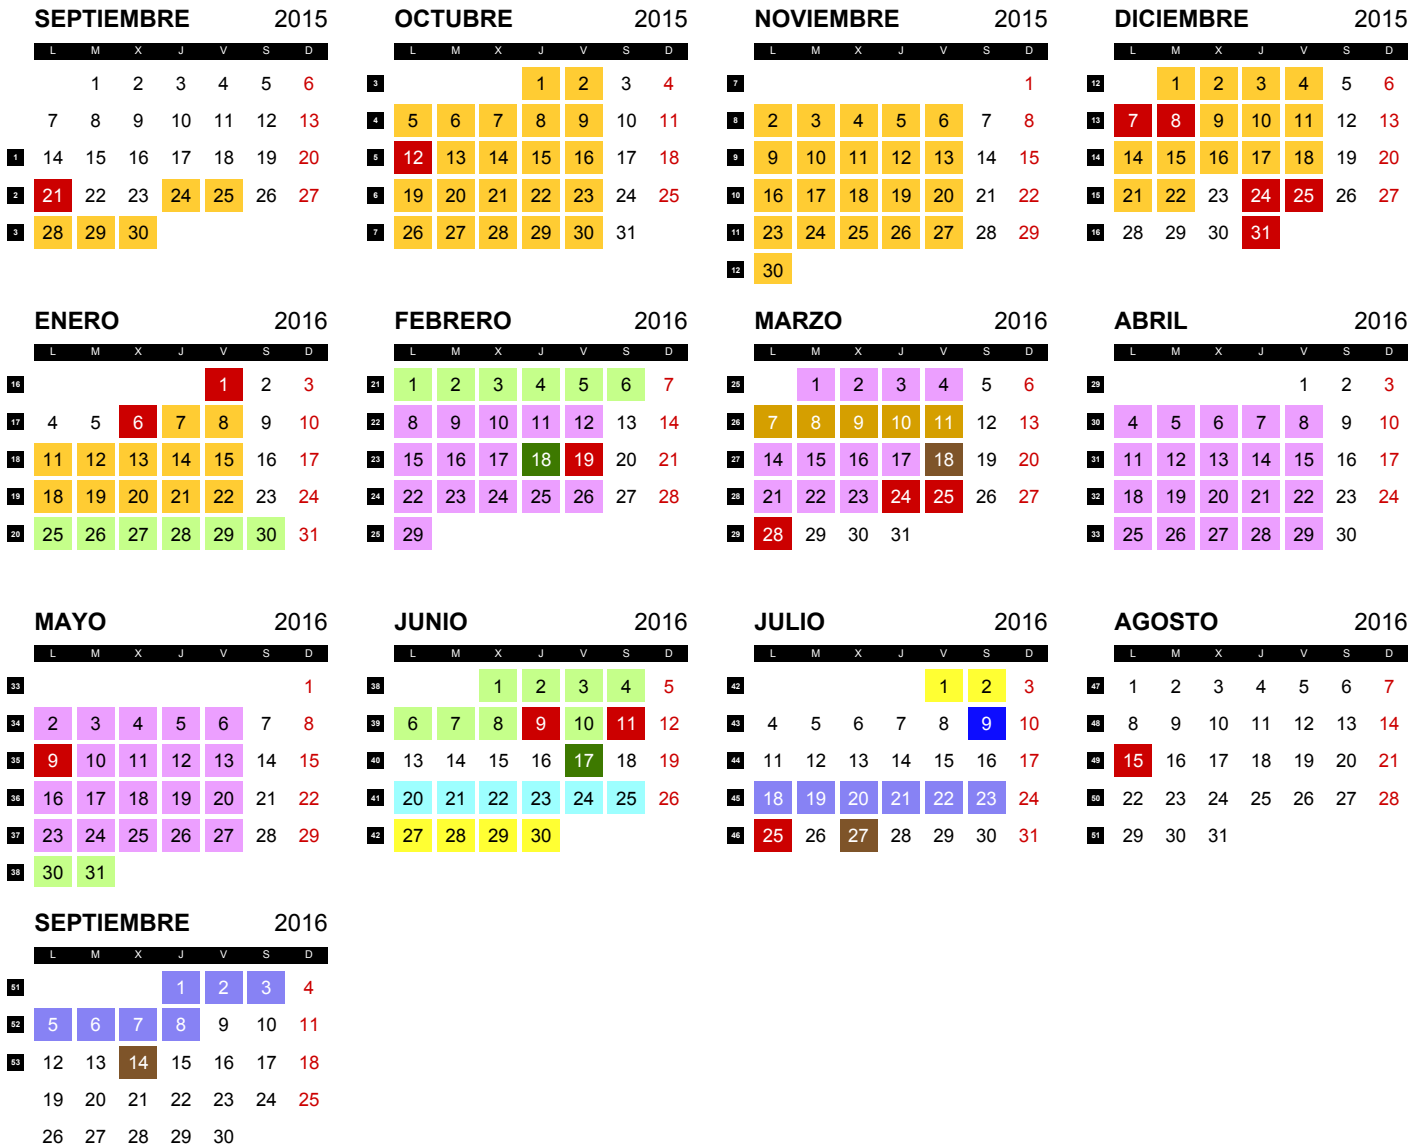 SEPTIEMBRE 2015
L M X J V S D
1 2 3 4 5 6
7 8 9 10 11 12 13
1 14 15 16 17 18 19 20
2 21 22 23 24 25 26 27
3 28 29 30
OCTUBRE 2015
L M X J V S D
3 1 2 3 4
4 5 6 7 8 9 10 11
5 12 13 14 15 16 17 18
6 19 20 21 22 23 24 25
7 26 27 28 29 30 31
NOVIEMBRE 2015
L M X J V S D
7 1
8 2 3 4 5 6 7 8
9 9 10 11 12 13 14 15
10 16 17 18 19 20 21 22
11 23 24 25 26 27 28 29
12 30
DICIEMBRE 2015
L M X J V S D
12 1 2 3 4 5 6
13 7 8 9 10 11 12 13
14 14 15 16 17 18 19 20
15 21 22 23 24 25 26 27
16 28 29 30 31
ENERO 2016
L M X J V S D
16 1 2 3
17 4 5 6 7 8 9 10
18 11 12 13 14 15 16 17
19 18 19 20 21 22 23 24
20 25 26 27 28 29 30 31
FEBRERO 2016
L M X J V S D
21 1 2 3 4 5 6 7
22 8 9 10 11 12 13 14
23 15 16 17 18 19 20 21
24 22 23 24 25 26 27 28
25 29
MARZO 2016
L M X J V S D
25 1 2 3 4 5 6
26 7 8 9 10 11 12 13
27 14 15 16 17 18 19 20
28 21 22 23 24 25 26 27
29 28 29 30 31
ABRIL 2016
L M X J V S D
29 1 2 3
30 4 5 6 7 8 9 10
31 11 12 13 14 15 16 17
32 18 19 20 21 22 23 24
33 25 26 27 28 29 30
MAYO 2016
L M X J V S D
33 1
34 2 3 4 5 6 7 8
35 9 10 11 12 13 14 15
36 16 17 18 19 20 21 22
37 23 24 25 26 27 28 29
38 30 31
JUNIO 2016
L M X J V S D
38 1 2 3 4 5
39 6 7 8 9 10 11 12
40 13 14 15 16 17 18 19
41 20 21 22 23 24 25 26
42 27 28 29 30
JULIO 2016
L M X J V S D
42 1 2 3
43 4 5 6 7 8 9 10
44 11 12 13 14 15 16 17
45 18 19 20 21 22 23 24
46 25 26 27 28 29 30 31
AGOSTO 2016
L M X J V S D
47 1 2 3 4 5 6 7
48 8 9 10 11 12 13 14
49 15 16 17 18 19 20 21
50 22 23 24 25 26 27 28
51 29 30 31
SEPTIEMBRE 2016
L M X J V S D
51 1 2 3 4
52 5 6 7 8 9 10 11
53 12 13 14 15 16 17 18
19 20 21 22 23 24 25
26 27 28 29 30